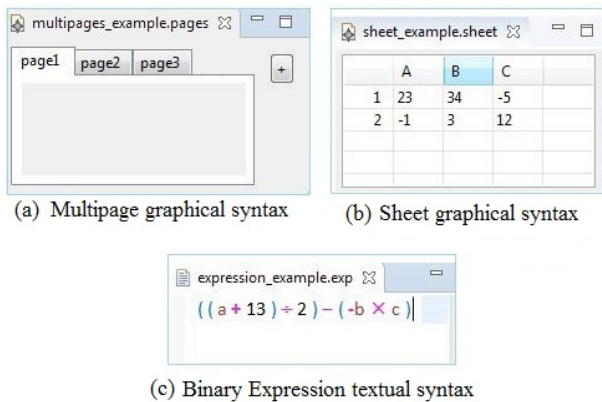 multipages_example.pages
page1 page2 page3 +
(a) Multipage graphical syntax
sheet_example.sheet
A B C
1 23 34 -5
2 -1 3 12
(b) Sheet graphical syntax
expression_example.exp
( ( a + 13 ) ÷ 2 ) − ( -b × c )
(c) Binary Expression textual syntax